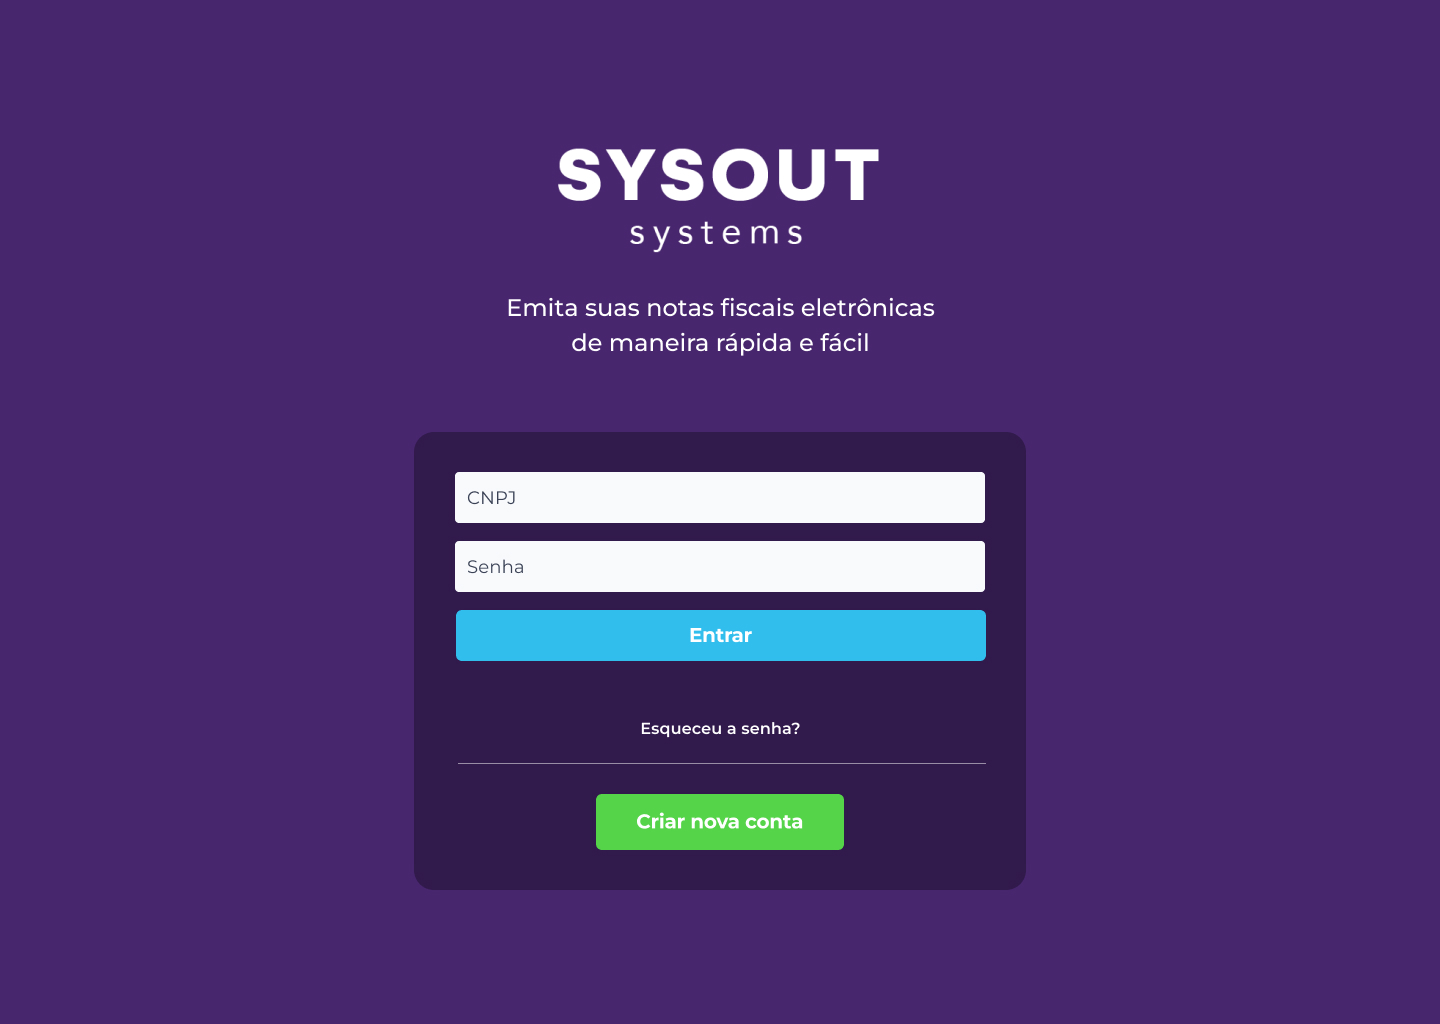 SYSOUT
systems
Emita suas notas fiscais eletrônicas
de maneira rápida e fácil
CNPJ
Senha
Entrar
Esqueceu a senha?
Criar nova conta